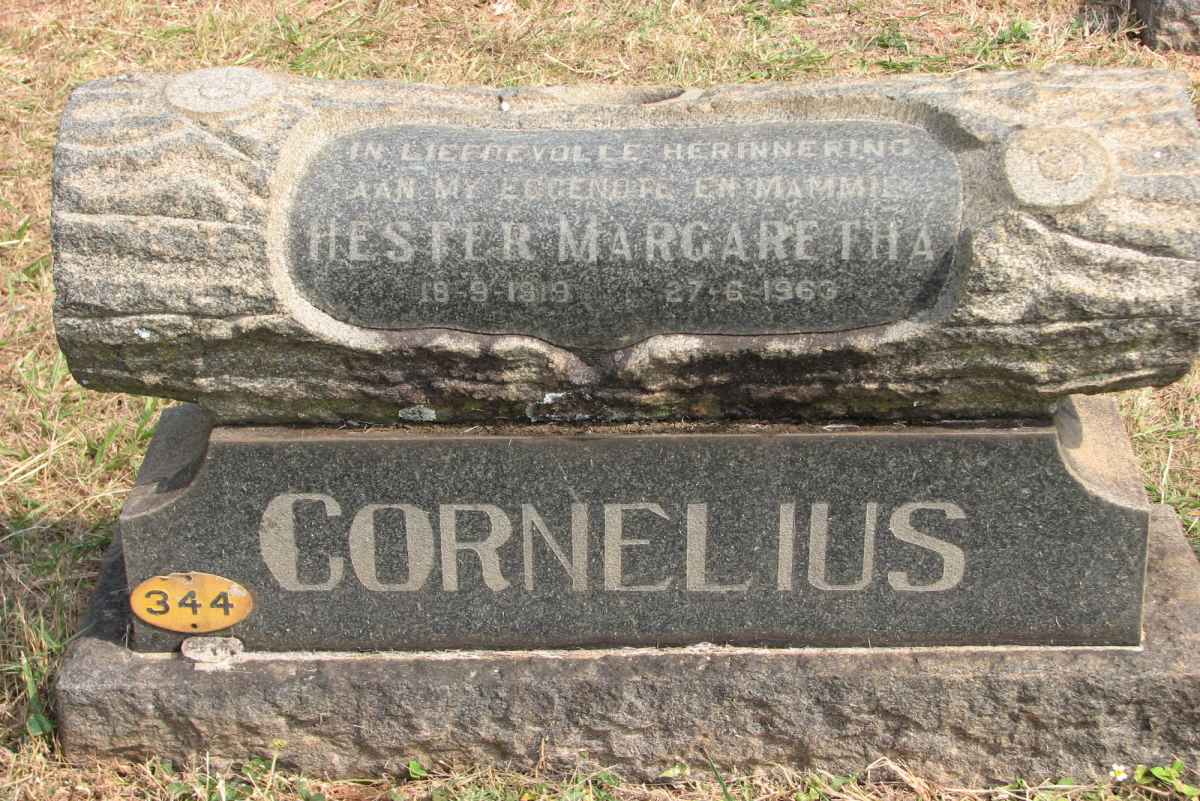 IN LIEFDEVOLLE HERINNERING
AAN MY EGGENOTE EN MAMMIE
HESTER MARGARETHA
18-9-1919 27-6-1963
CORNELIUS
344